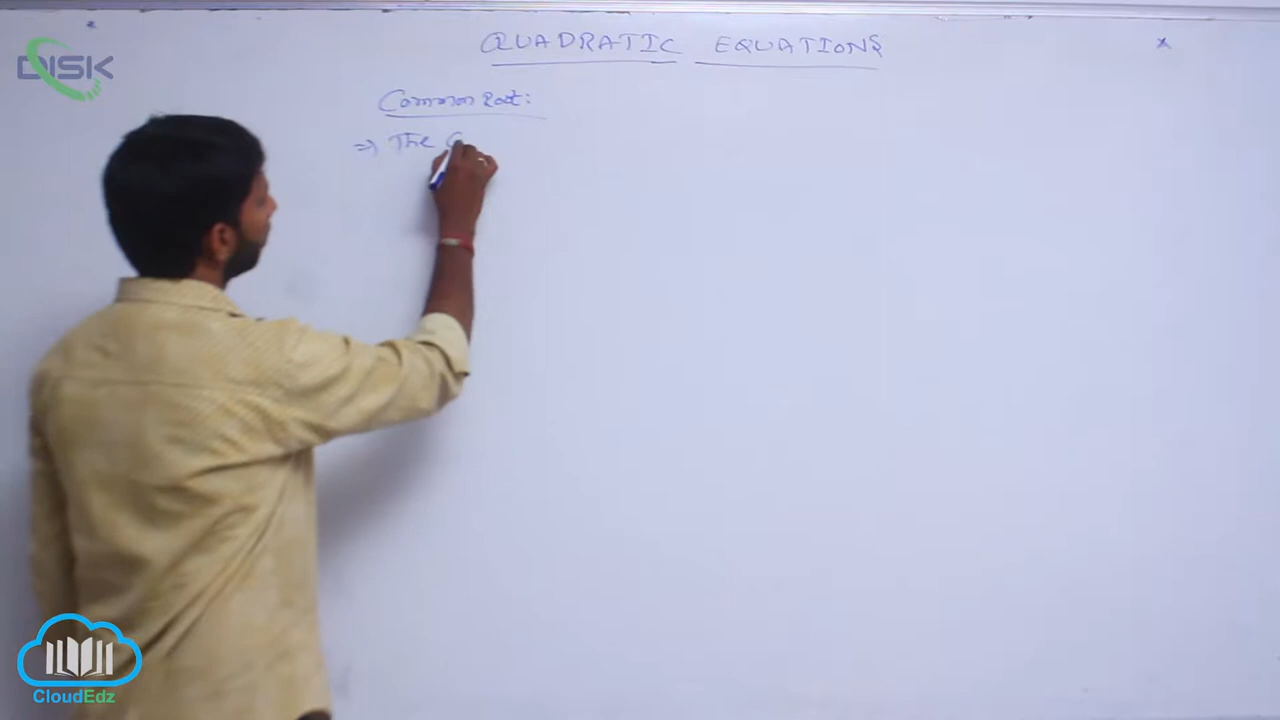 DISK
QUADRATIC EQUATIONS
Common Root:
⇒ The C
CloudEdz